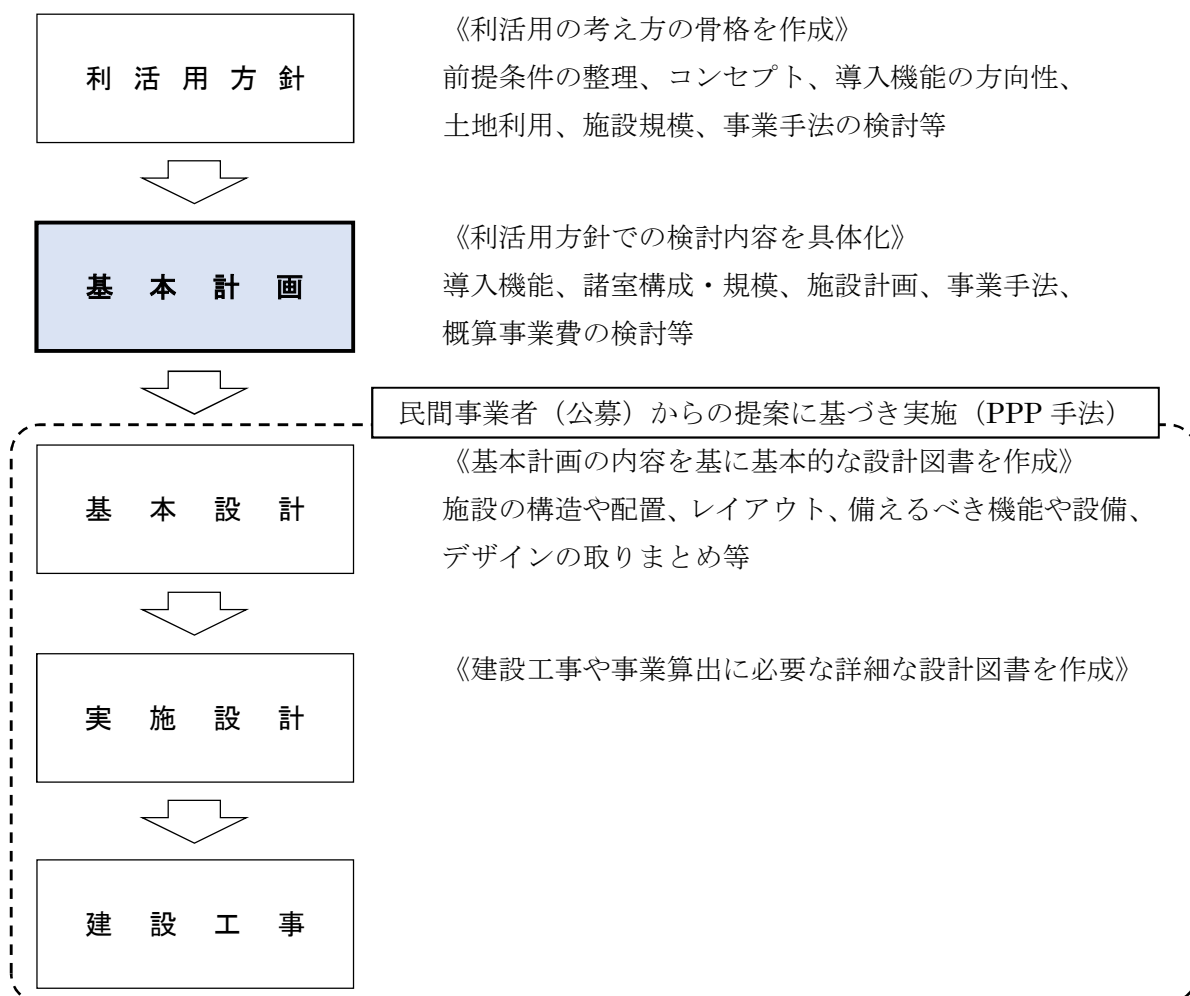 利活用方針
《利活用の考え方の骨格を作成》
前提条件の整理、コンセプト、導入機能の方向性、
土地利用、施設規模、事業手法の検討等
基本計画
《利活用方針での検討内容を具体化》
導入機能、諸室構成・規模、施設計画、事業手法、
概算事業費の検討等
民間事業者（公募）からの提案に基づき実施（PPP 手法）
基本設計
《基本計画の内容を基に基本的な設計図書を作成》
施設の構造や配置、レイアウト、備えるべき機能や設備、
デザインの取りまとめ等
実施設計
《建設工事や事業算出に必要な詳細な設計図書を作成》
建設工事